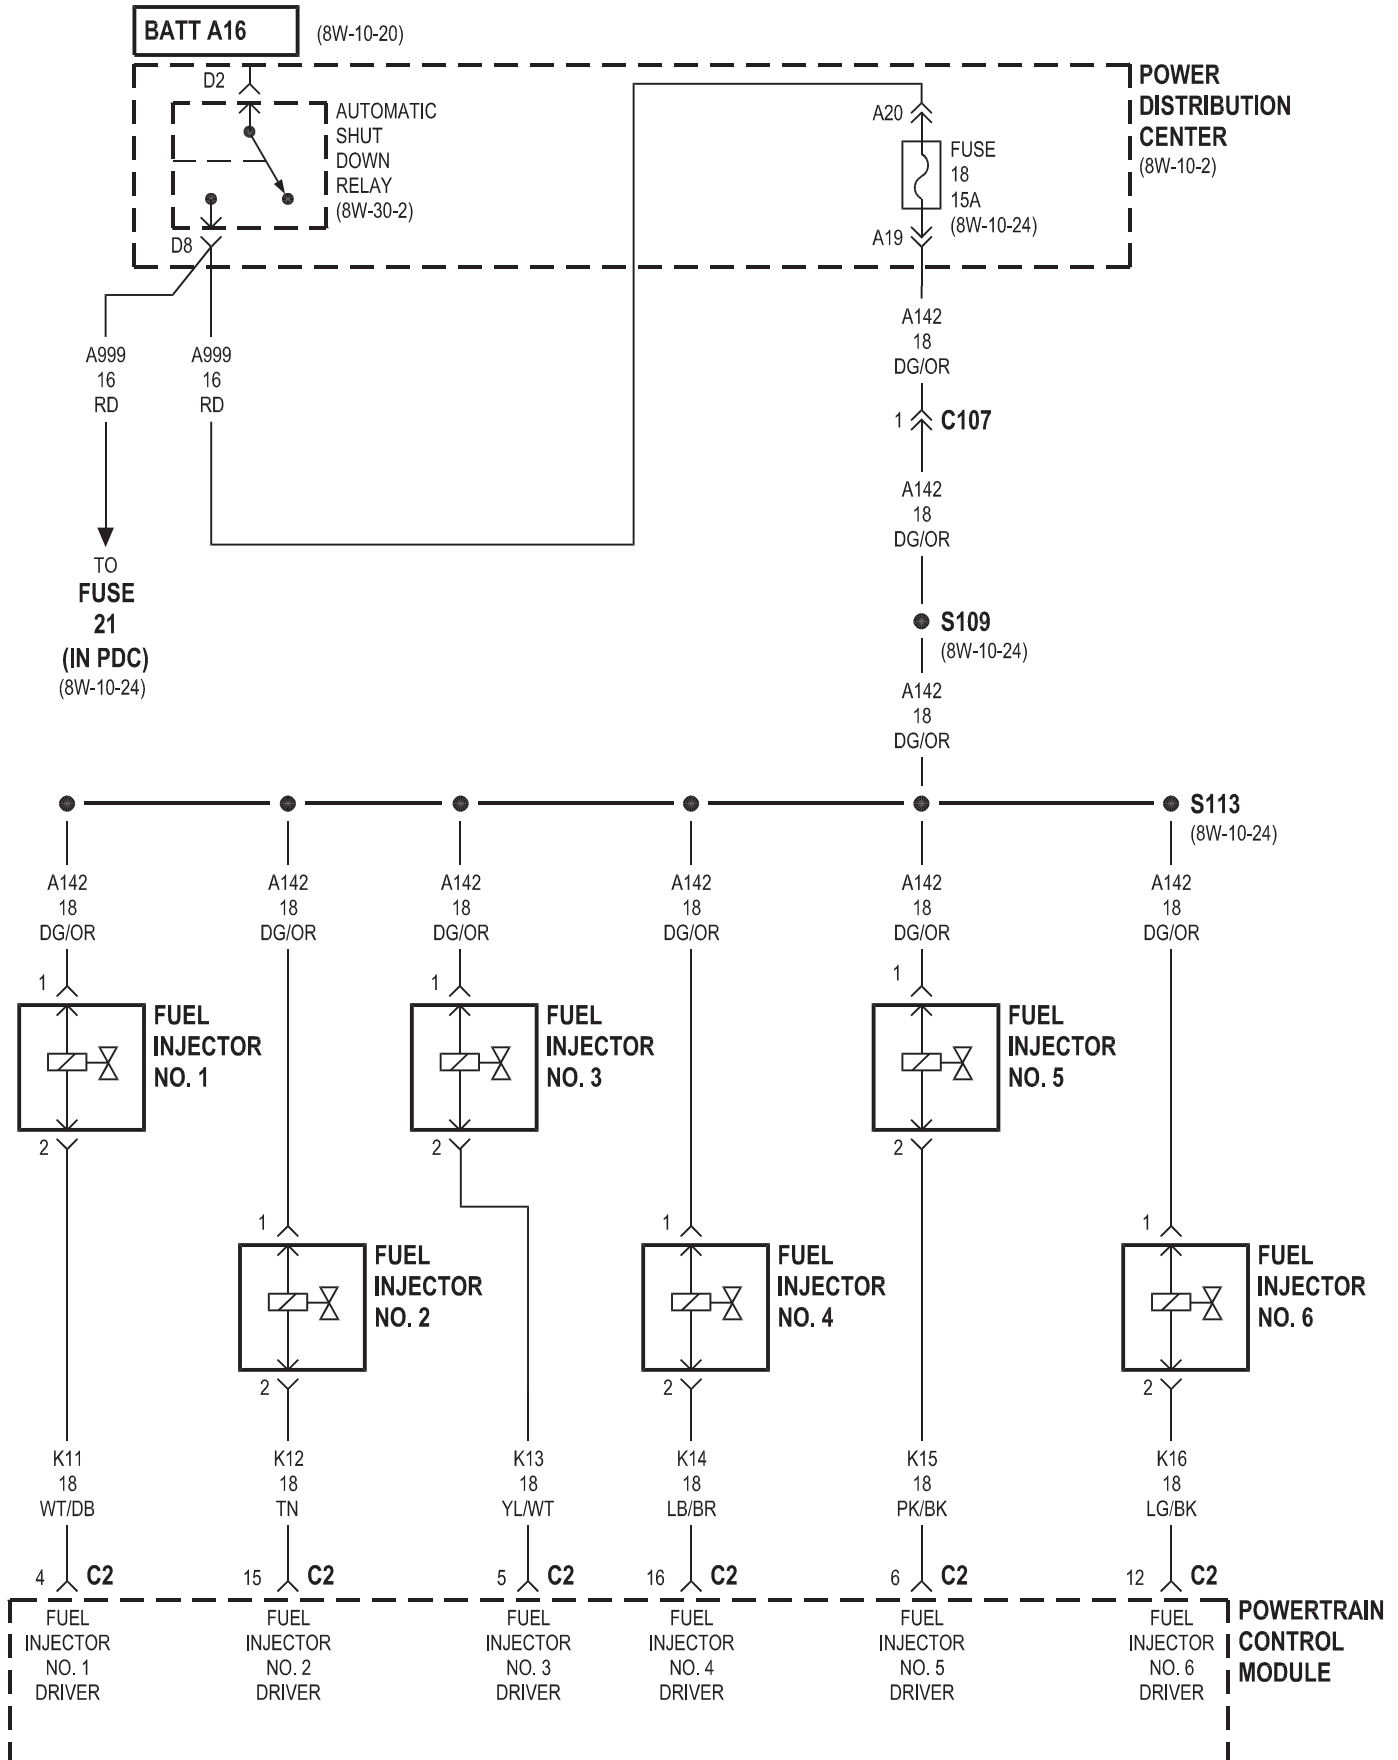 BATT A16
(8W-10-20)
D2
AUTOMATIC
SHUT
DOWN
RELAY
(8W-30-2)
D8
A20
FUSE
18
15A
(8W-10-24)
A19
POWER
DISTRIBUTION
CENTER
(8W-10-2)
A999
16
RD
A999
16
RD
TO
FUSE
21
(IN PDC)
(8W-10-24)
A142
18
DG/OR
1
C107
A142
18
DG/OR
S109
(8W-10-24)
A142
18
DG/OR
S113
(8W-10-24)
A142
18
DG/OR
A142
18
DG/OR
A142
18
DG/OR
A142
18
DG/OR
A142
18
DG/OR
A142
18
DG/OR
1
FUEL
INJECTOR
NO. 1
2
1
FUEL
INJECTOR
NO. 3
2
1
FUEL
INJECTOR
NO. 5
2
1
FUEL
INJECTOR
NO. 2
2
1
FUEL
INJECTOR
NO. 4
2
1
FUEL
INJECTOR
NO. 6
2
K11
18
WT/DB
K12
18
TN
K13
18
YL/WT
K14
18
LB/BR
K15
18
PK/BK
K16
18
LG/BK
4
C2
15
C2
5
C2
16
C2
6
C2
12
C2
FUEL
INJECTOR
NO. 1
DRIVER
FUEL
INJECTOR
NO. 2
DRIVER
FUEL
INJECTOR
NO. 3
DRIVER
FUEL
INJECTOR
NO. 4
DRIVER
FUEL
INJECTOR
NO. 5
DRIVER
FUEL
INJECTOR
NO. 6
DRIVER
POWERTRAIN
CONTROL
MODULE